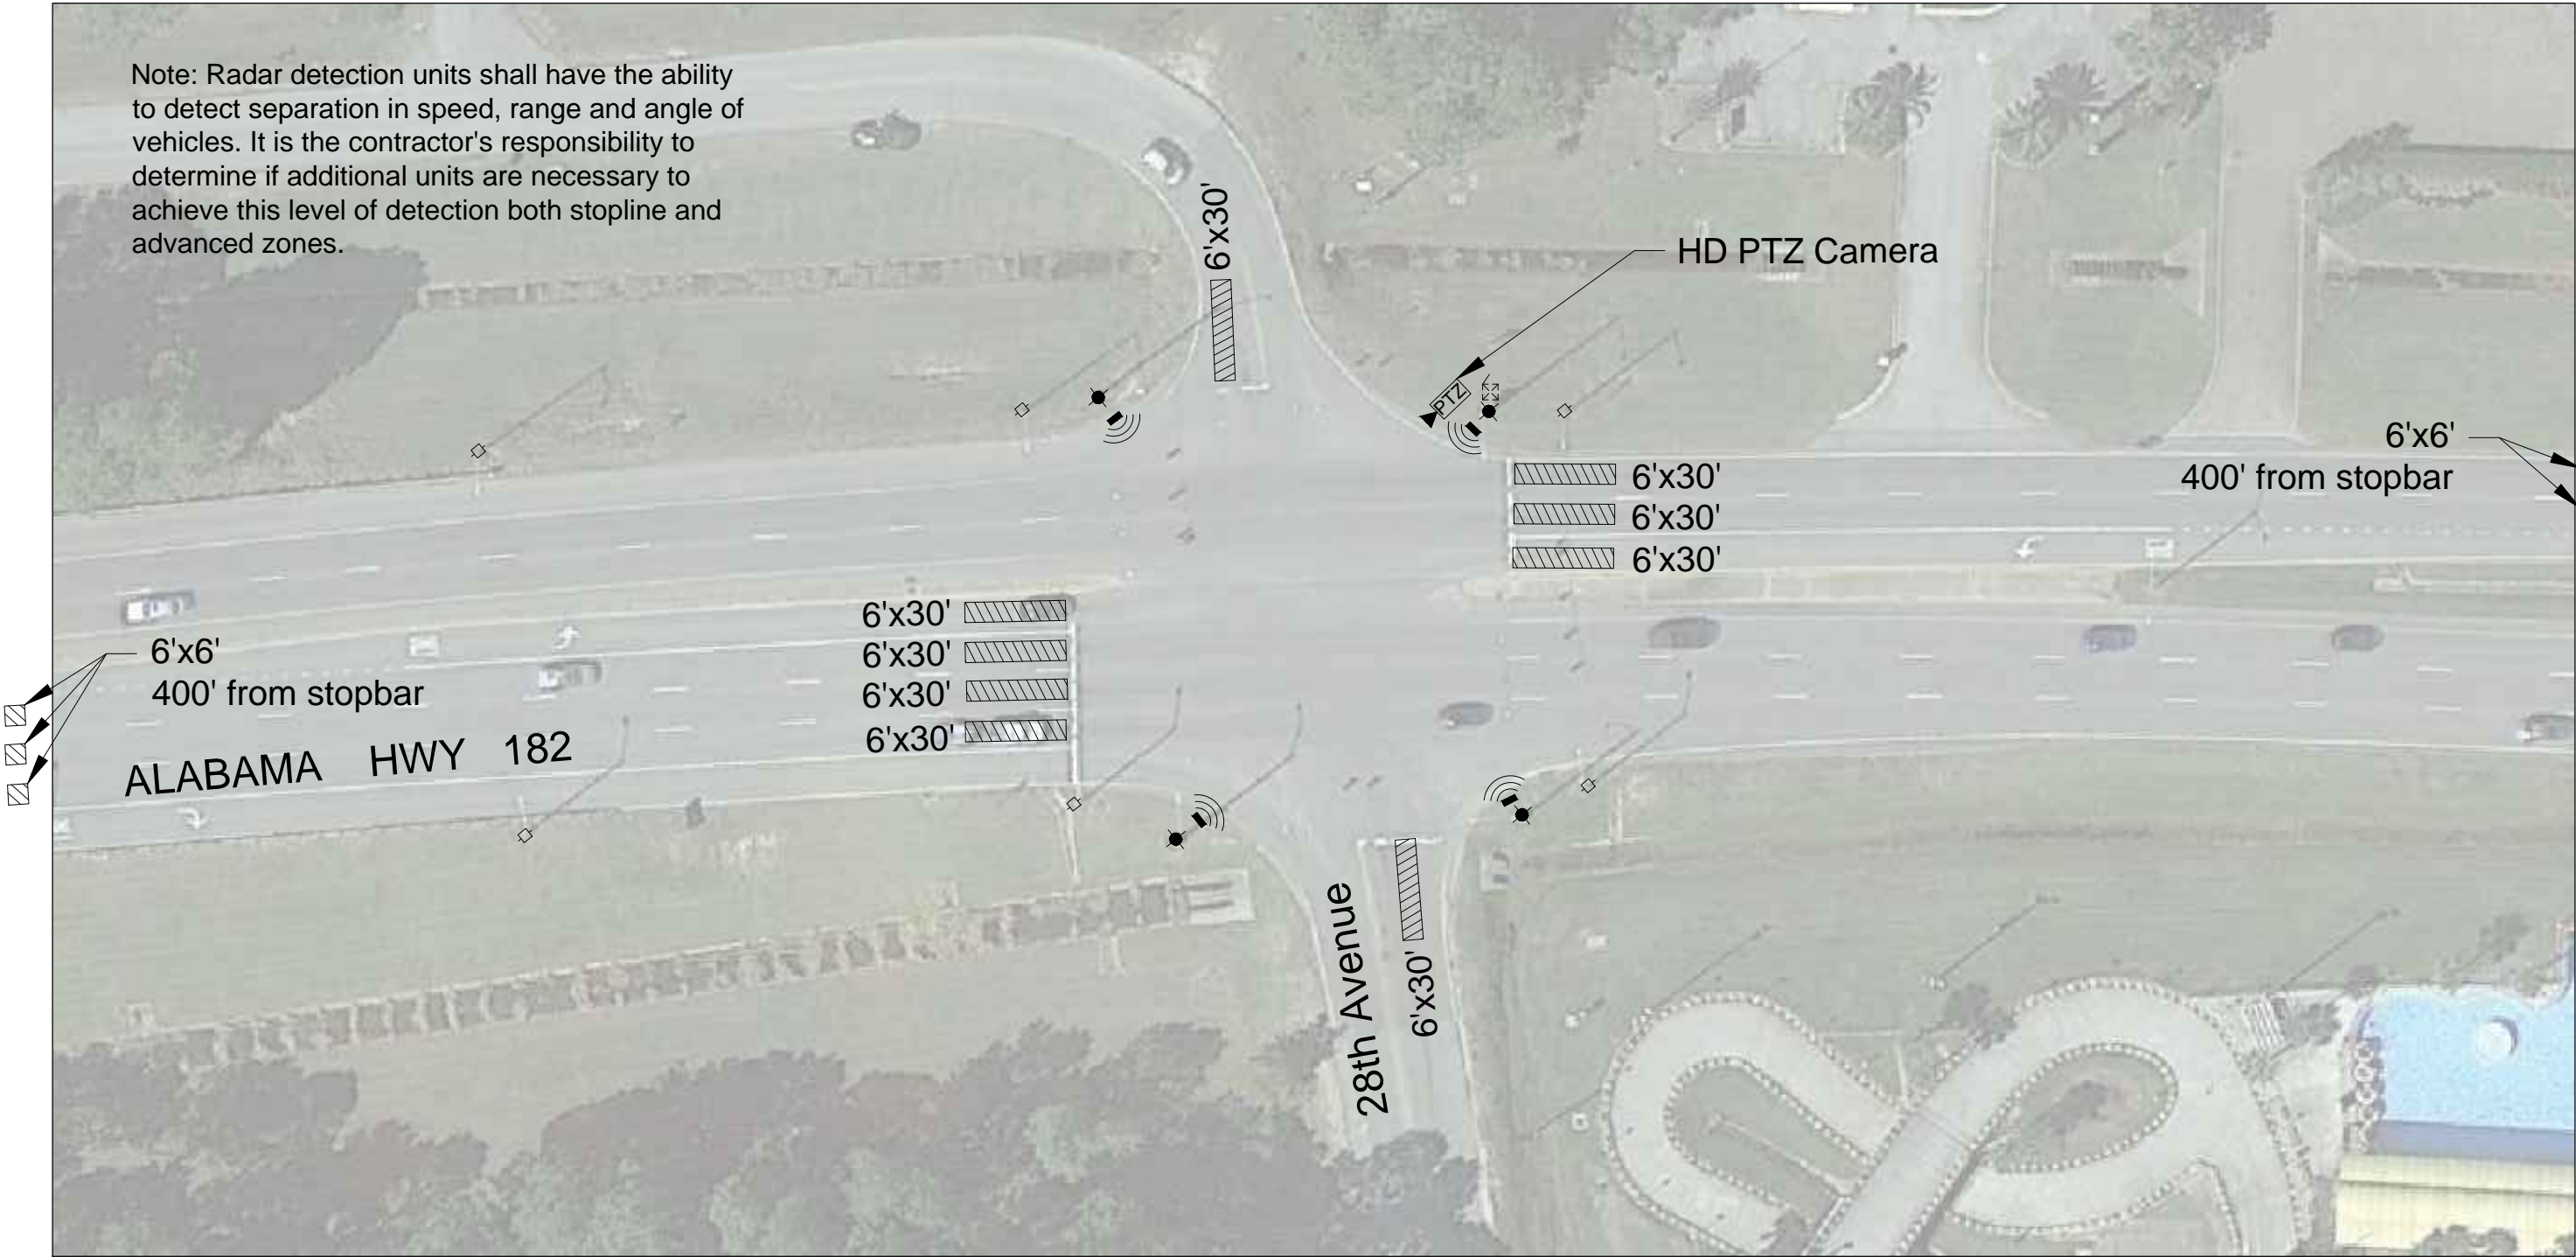 Note: Radar detection units shall have the ability
to detect separation in speed, range and angle of
vehicles. It is the contractor's responsibility to
determine if additional units are necessary to
achieve this level of detection both stopline and
advanced zones.
6'x30'
HD PTZ Camera
PTZ
6'x6'
400' from stopbar
6'x30'
6'x30'
6'x30'
6'x30'
6'x30'
6'x30'
6'x30'
6'x6'
400' from stopbar
ALABAMA HWY 182
28th Avenue
6'x30'